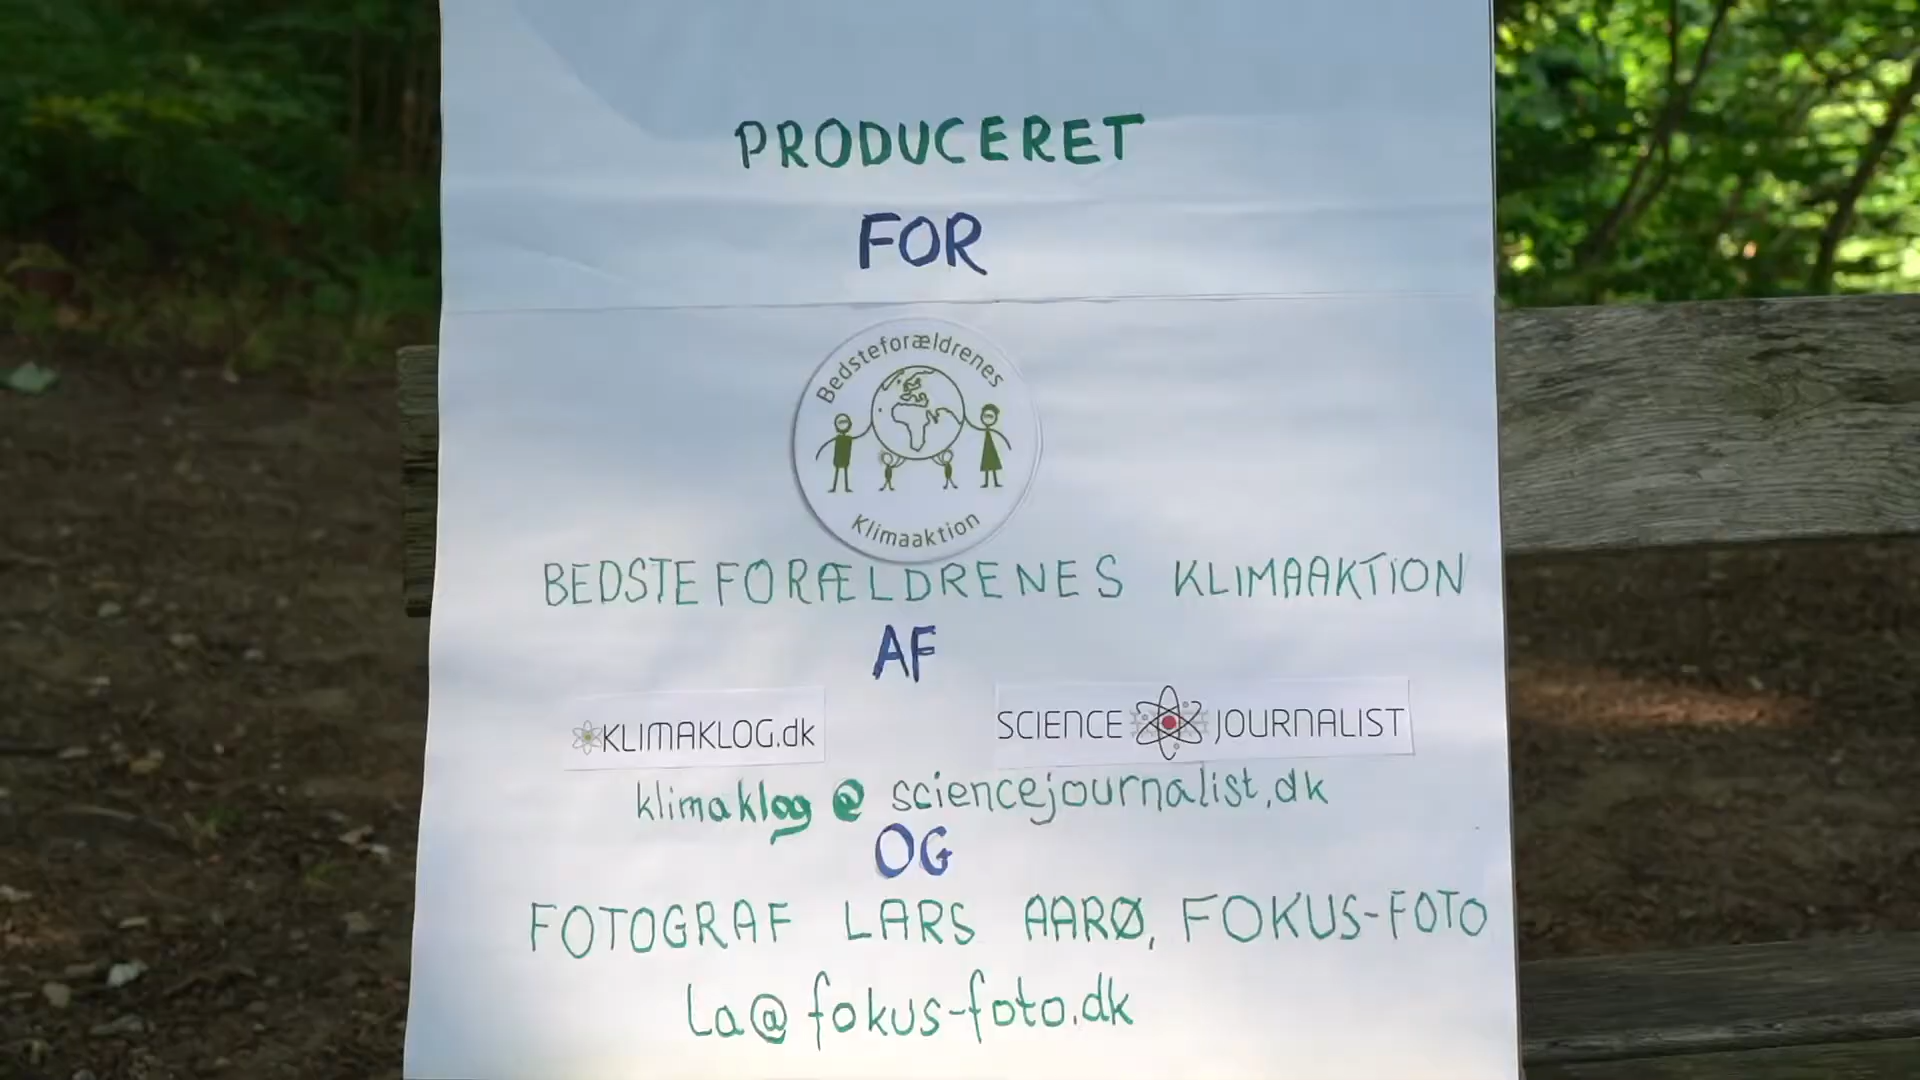 PRODUCERET
FOR
Bedsteforældrenes
Klimaaktion
BEDSTEFORÆLDRENES KLIMAAKTION
AF
KLIMAKLOG.dk
SCIENCE JOURNALIST
klimaklog@sciencejournalist.dk
OG
FOTOGRAF LARS AARØ, FOKUS-FOTO
la@fokus-foto.dk